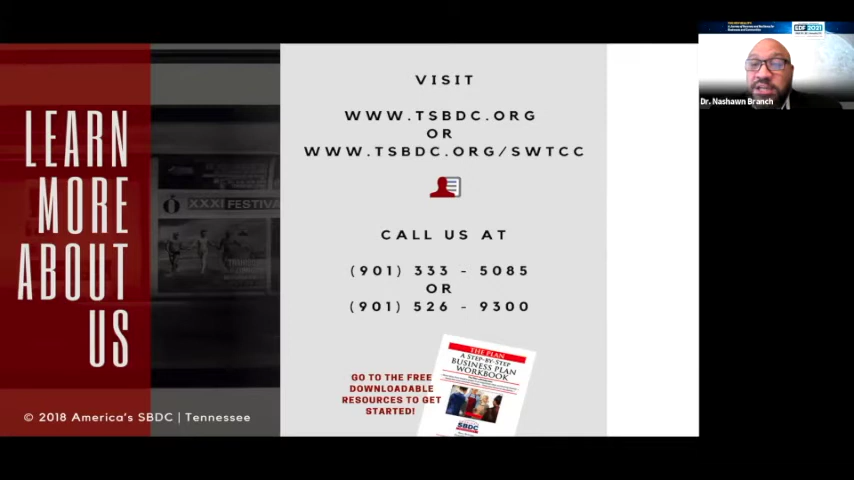 LEARN
MORE
ABOUT
US
© 2018 America's SBDC | Tennessee
XXXI FESTIVA
VISIT
WWW.TSBDC.ORG
OR
WWW.TSBDC.ORG/SWTCC
CALL US AT
(901) 333 - 5085
OR
(901) 526 - 9300
GO TO THE FREE
DOWNLOADABLE
RESOURCES TO GET
STARTED!
THE PLAN
A STEP-BY-STEP
BUSINESS PLAN
WORKBOOK
SBDC
EDF 2021
Dr. Nashawn Branch